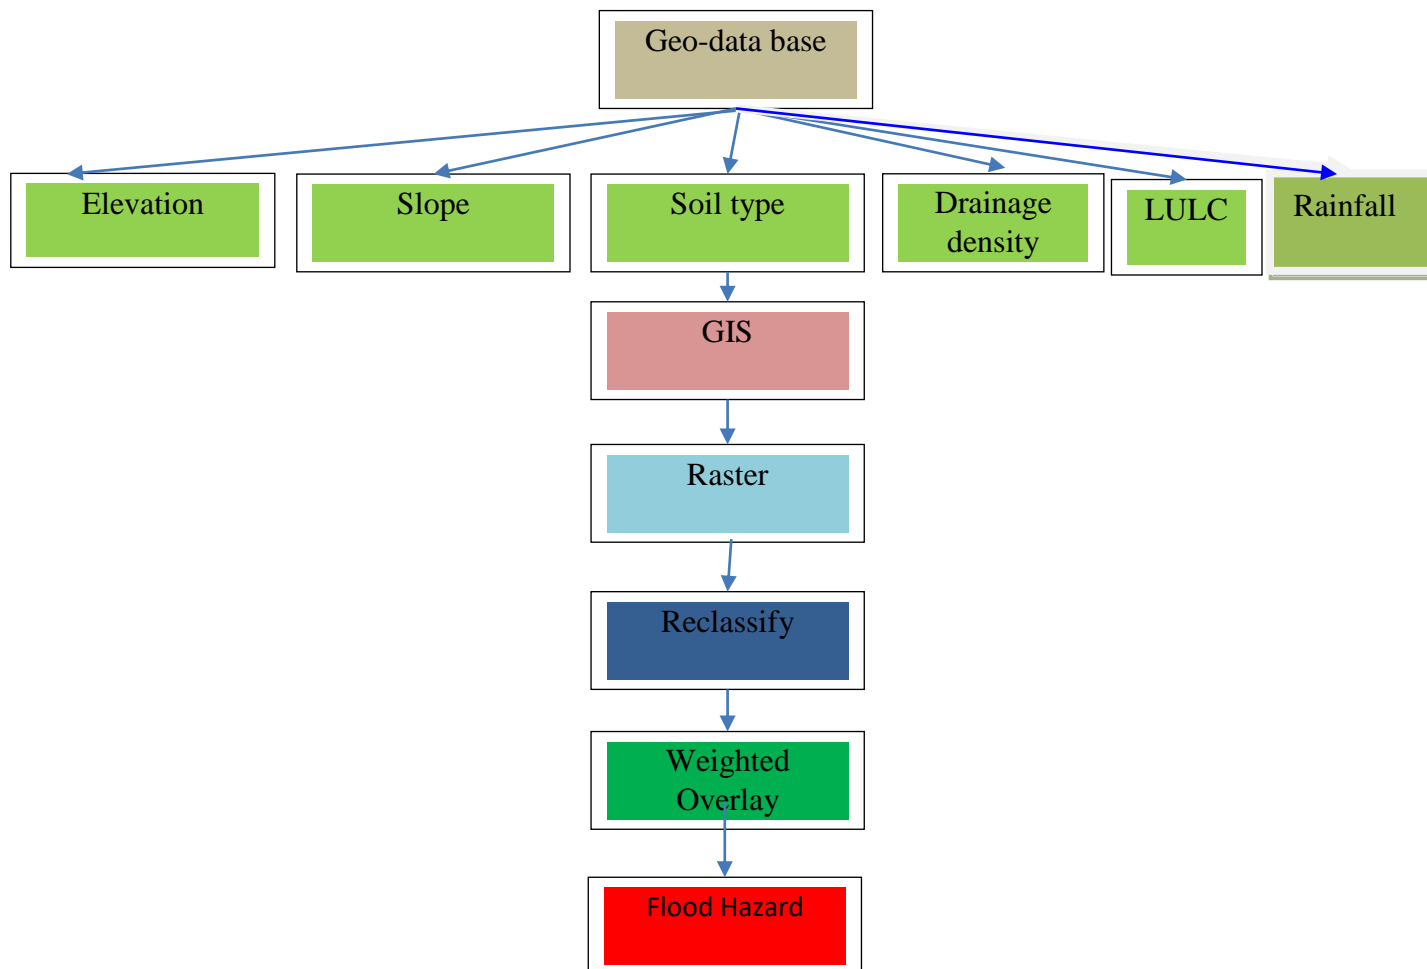 Geo-data base
Elevation
Slope
Soil type
Drainage
density
LULC
Rainfall
GIS
Raster
Reclassify
Weighted
Overlay
Flood Hazard